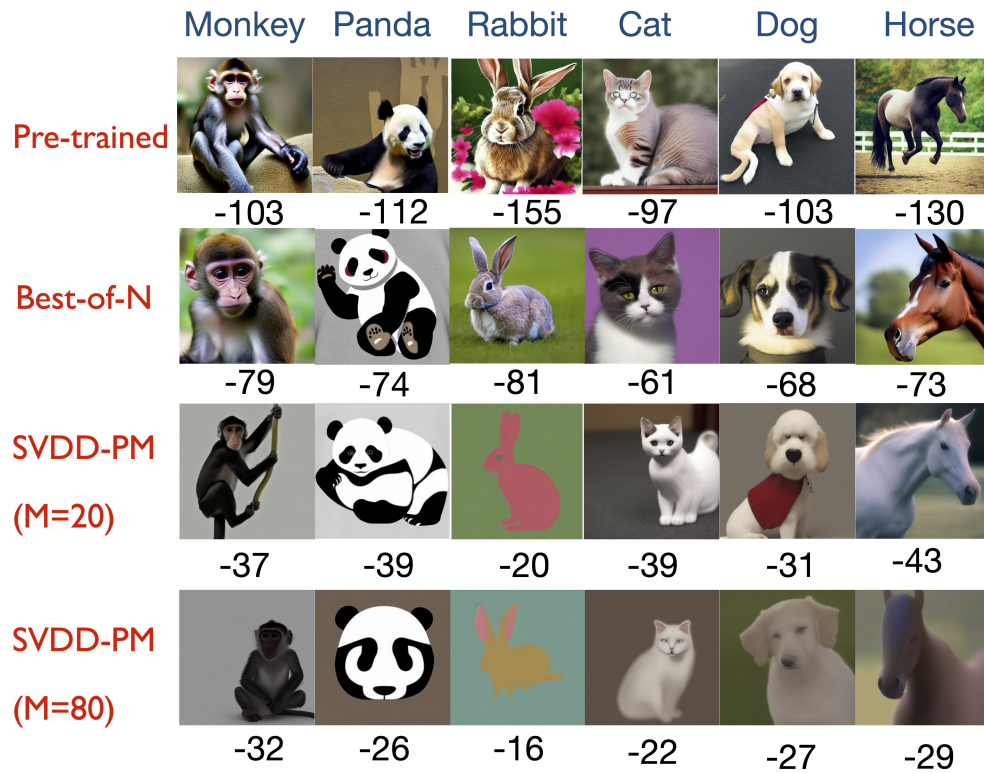 Monkey Panda Rabbit Cat Dog Horse
Pre-trained
-103 -112 -155 -97 -103 -130
Best-of-N
-79 -74 -81 -61 -68 -73
SVDD-PM
(M=20)
-37 -39 -20 -39 -31 -43
SVDD-PM
(M=80)
-32 -26 -16 -22 -27 -29